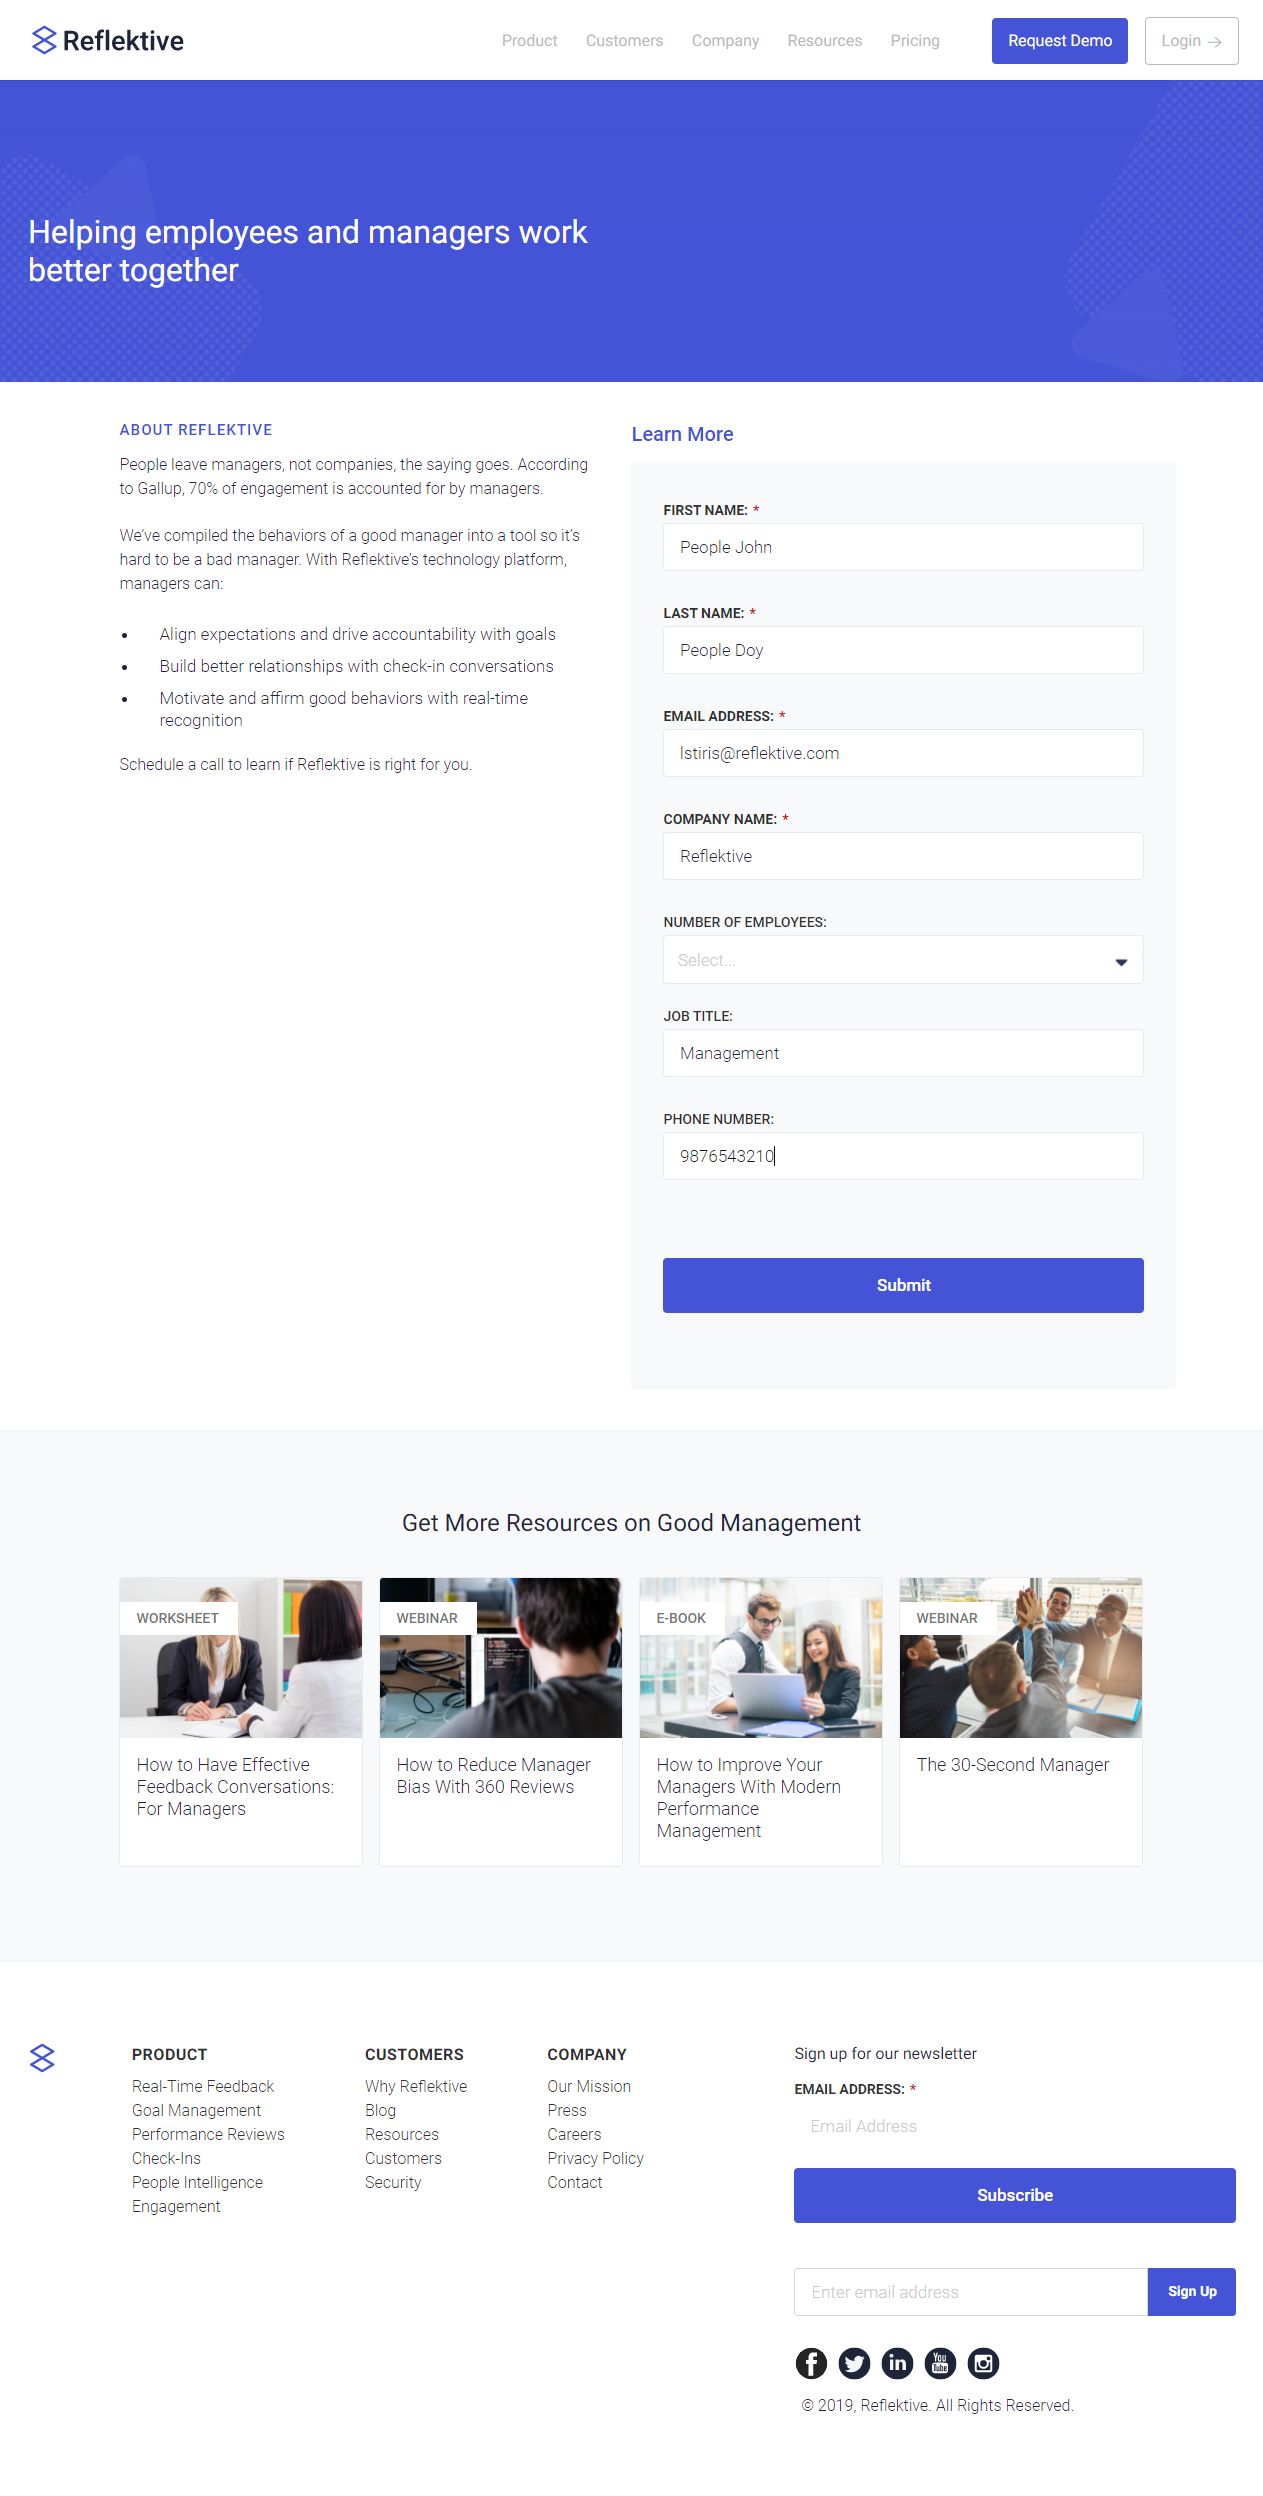 Reflektive
Product
Customers
Company
Resources
Pricing
Request Demo
Login →
Helping employees and managers work
better together
ABOUT REFLEKTIVE
People leave managers, not companies, the saying goes. According
to Gallup, 70% of engagement is accounted for by managers.
We've compiled the behaviors of a good manager into a tool so it's
hard to be a bad manager. With Reflektive's technology platform,
managers can:
• Align expectations and drive accountability with goals
• Build better relationships with check-in conversations
• Motivate and affirm good behaviors with real-time
recognition
Schedule a call to learn if Reflektive is right for you.
Learn More
FIRST NAME: *
People John
LAST NAME: *
People Doy
EMAIL ADDRESS: *
lstiris@reflektive.com
COMPANY NAME: *
Reflektive
NUMBER OF EMPLOYEES:
Select...
JOB TITLE:
Management
PHONE NUMBER:
9876543210
Submit
Get More Resources on Good Management
WORKSHEET
How to Have Effective
Feedback Conversations:
For Managers
WEBINAR
How to Reduce Manager
Bias With 360 Reviews
E-BOOK
How to Improve Your
Managers With Modern
Performance
Management
WEBINAR
The 30-Second Manager
PRODUCT
Real-Time Feedback
Goal Management
Performance Reviews
Check-Ins
People Intelligence
Engagement
CUSTOMERS
Why Reflektive
Blog
Resources
Customers
Security
COMPANY
Our Mission
Press
Careers
Privacy Policy
Contact
Sign up for our newsletter
EMAIL ADDRESS: *
Email Address
Subscribe
Enter email address
Sign Up
You
Tube
© 2019, Reflektive. All Rights Reserved.